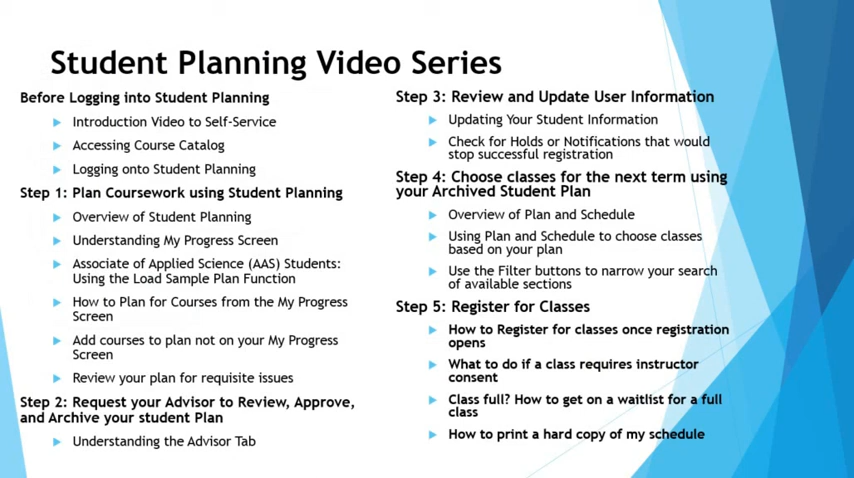 Student Planning Video Series
Before Logging into Student Planning
Introduction Video to Self-Service
Accessing Course Catalog
Logging onto Student Planning
Step 1: Plan Coursework using Student Planning
Overview of Student Planning
Understanding My Progress Screen
Associate of Applied Science (AAS) Students:
Using the Load Sample Plan Function
How to Plan for Courses from the My Progress
Screen
Add courses to plan not on your My Progress
Screen
Review your plan for requisite issues
Step 2: Request your Advisor to Review, Approve,
and Archive your student Plan
Understanding the Advisor Tab
Step 3: Review and Update User Information
Updating Your Student Information
Check for Holds or Notifications that would
stop successful registration
Step 4: Choose classes for the next term using
your Archived Student Plan
Overview of Plan and Schedule
Using Plan and Schedule to choose classes
based on your plan
Use the Filter buttons to narrow your search
of available sections
Step 5: Register for Classes
How to Register for classes once registration
opens
What to do if a class requires instructor
consent
Class full? How to get on a waitlist for a full
class
How to print a hard copy of my schedule